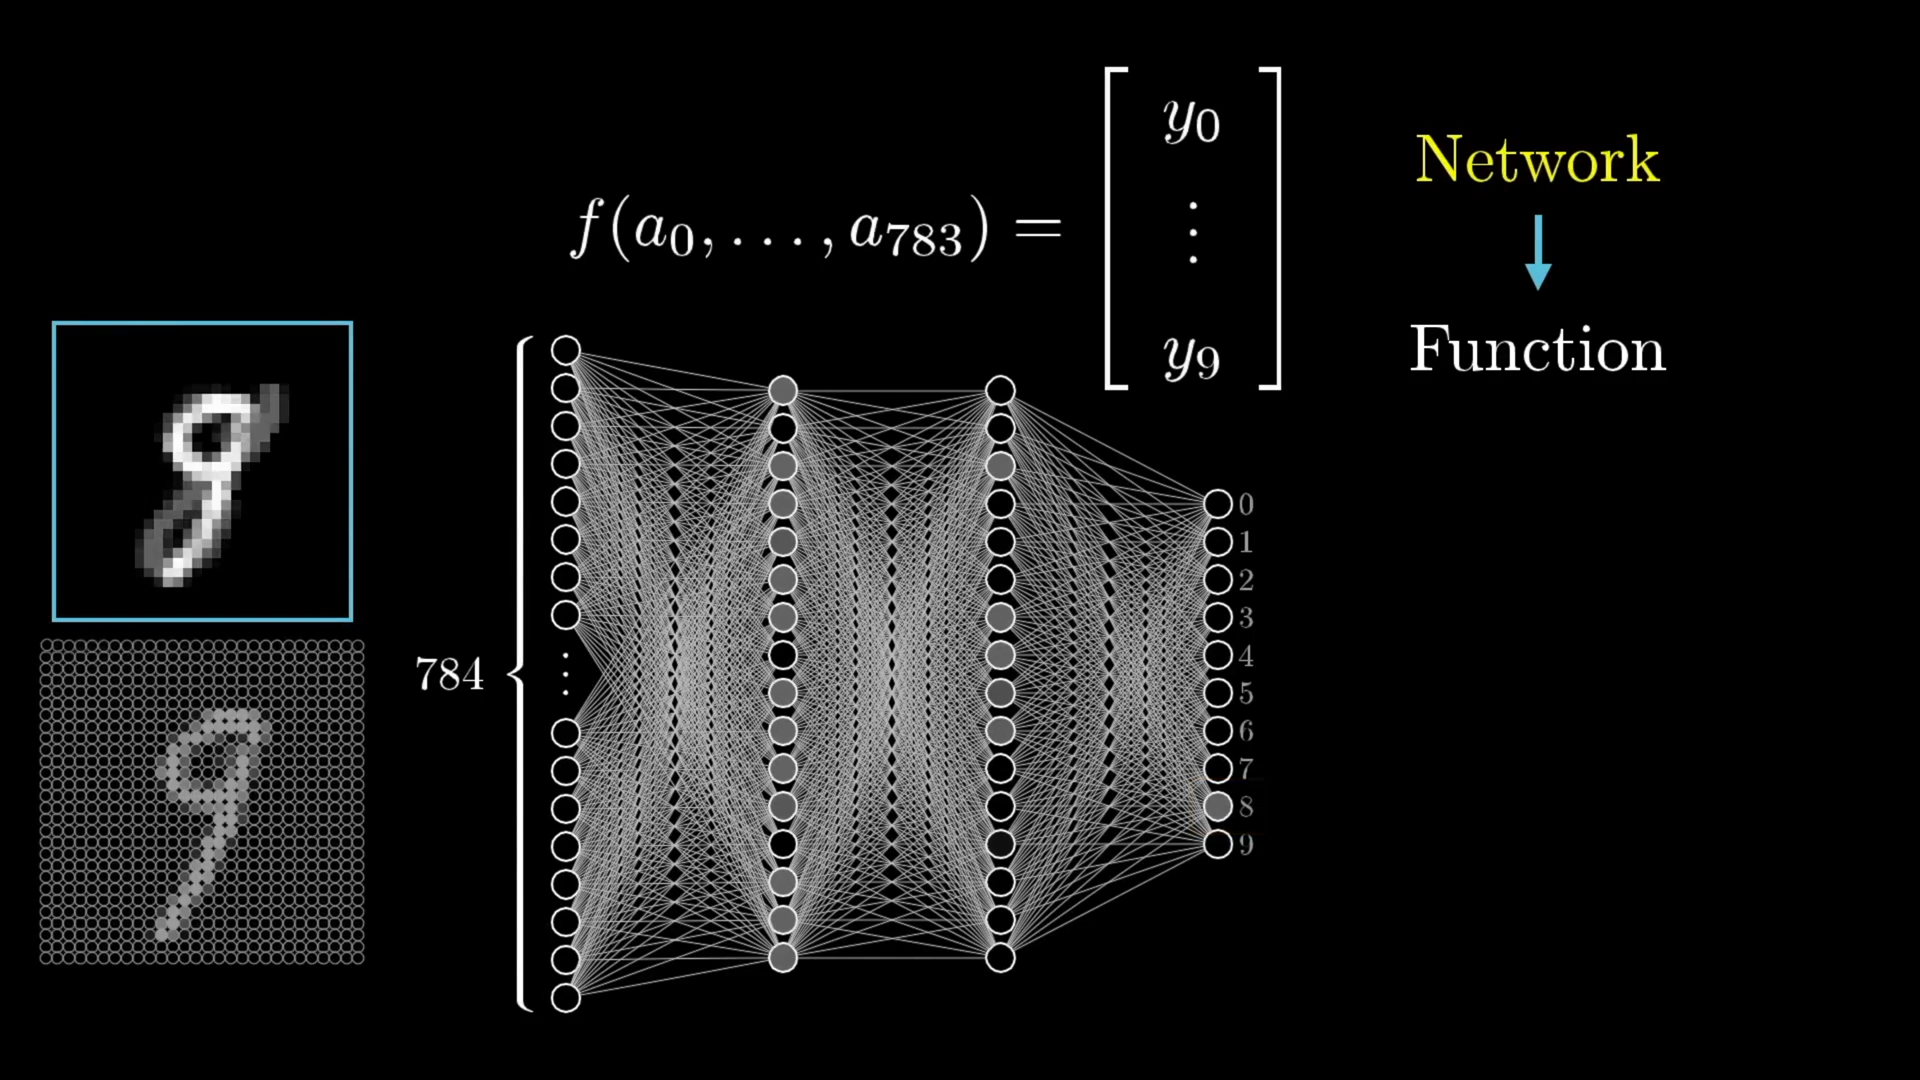 f(a₀, . . . , a₇₈₃) =
y₀
⋮
y₉
Network
Function
784
⋮
0
1
2
3
4
5
6
7
8
9